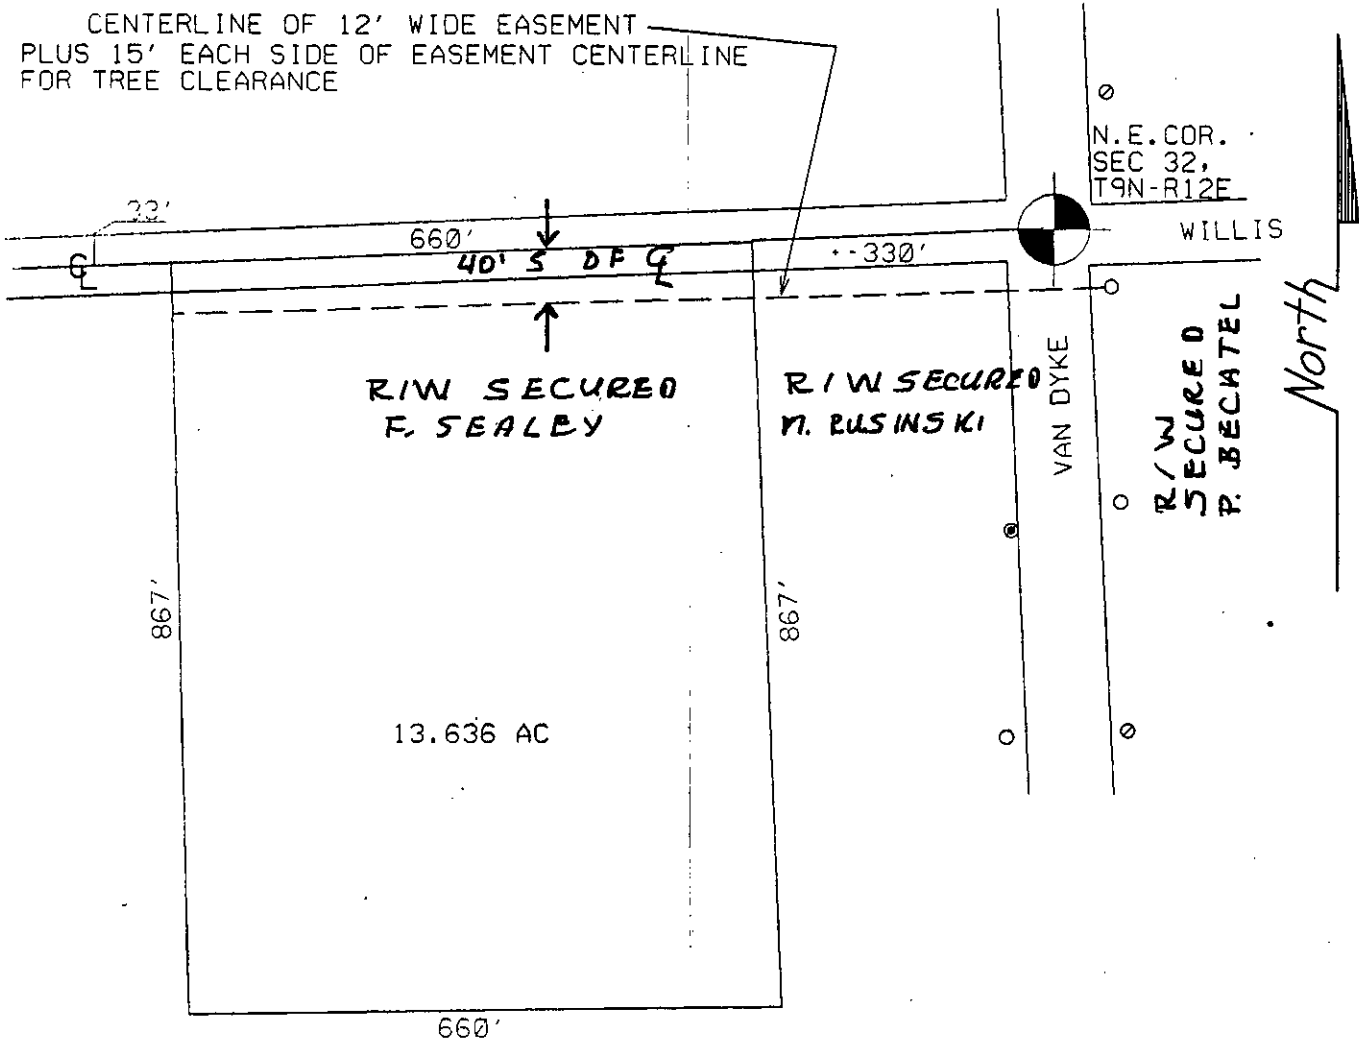 CENTERLINE OF 12' WIDE EASEMENT
PLUS 15' EACH SIDE OF EASEMENT CENTERLINE
FOR TREE CLEARANCE
N.E.COR.
SEC 32,
T9N-R12E
WILLIS
33'
660'
330'
40' S OF ℄
℄
R/W SECURED
F. SEALEY
R/W SECURED
M. RUSINSKI
VAN DYKE
R/W
SECURED
P. BECHTEL
North
867'
867'
13.636 AC
660'